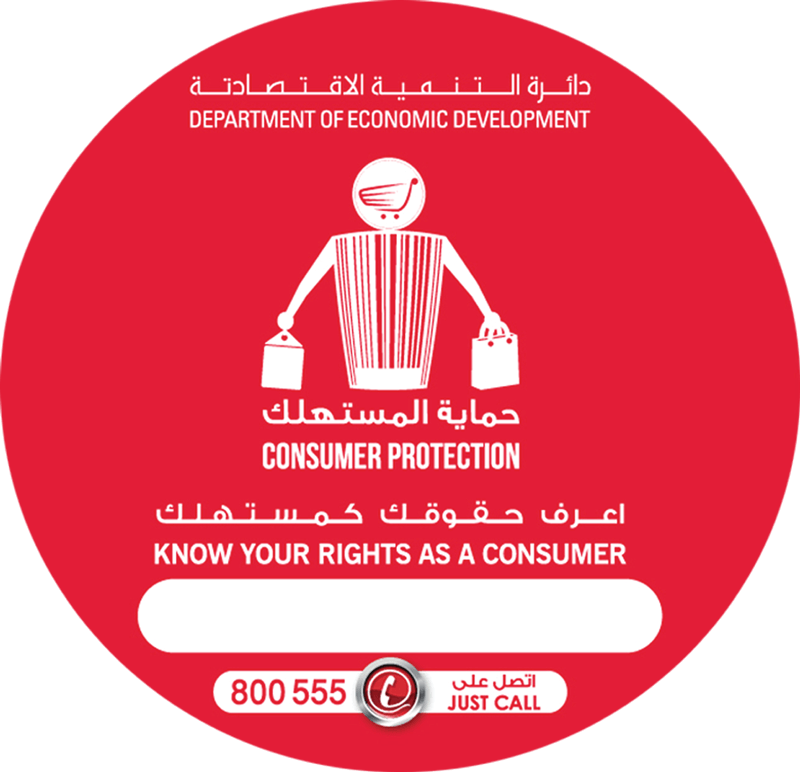 دائرة التنمية الاقتصادية
DEPARTMENT OF ECONOMIC DEVELOPMENT
حماية المستهلك
CONSUMER PROTECTION
اعرف حقوقك كمستهلك
KNOW YOUR RIGHTS AS A CONSUMER
اتصل على
JUST CALL
800 555